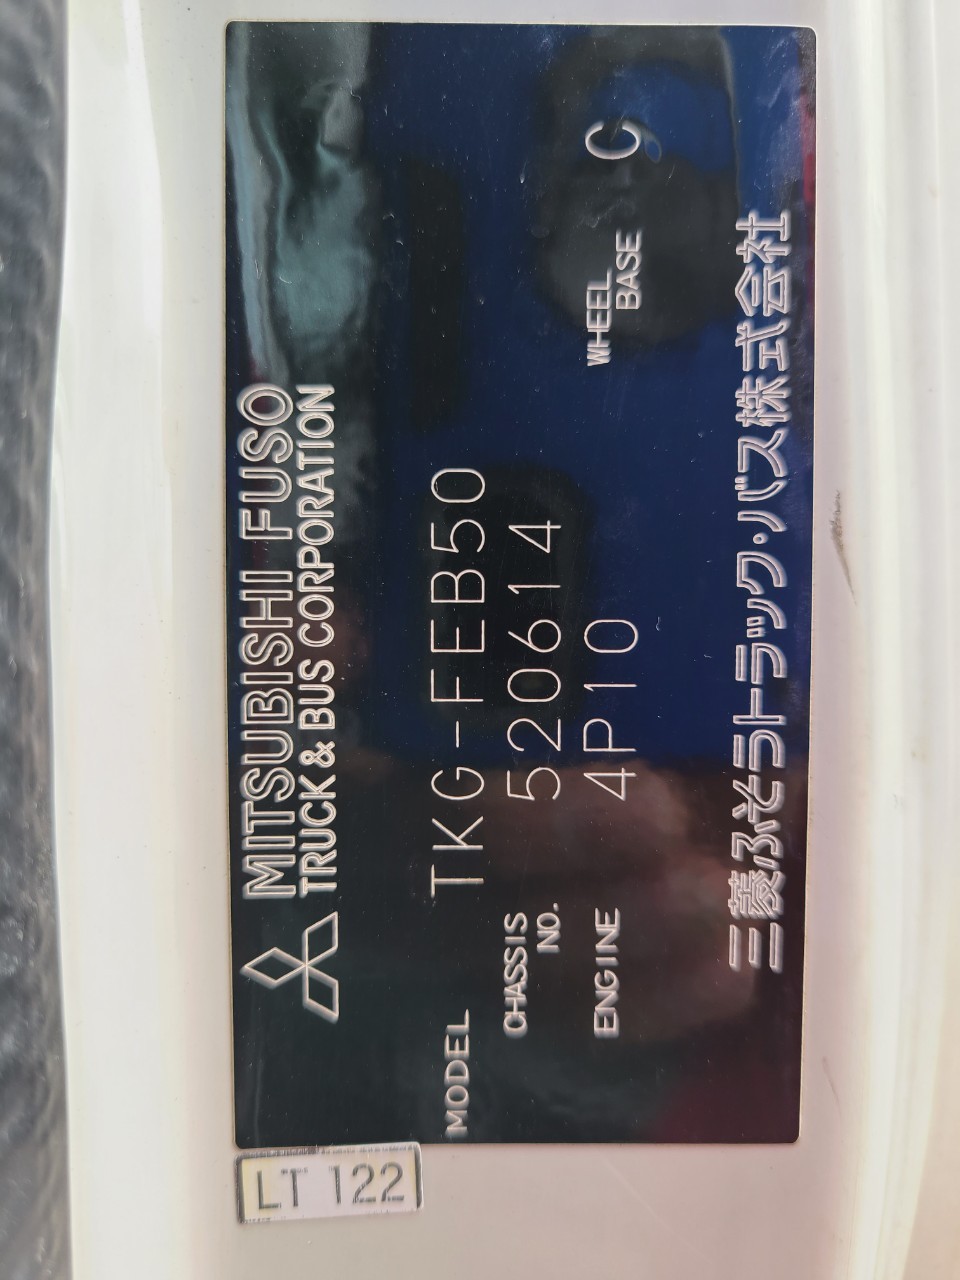 MITSUBISHI FUSO
TRUCK & BUS CORPORATION
MODEL TKG-FEB50
CHASSIS NO. 520614
ENGINE 4P10
WHEEL BASE C
三菱ふそうトラック・バス株式会社
LT 122